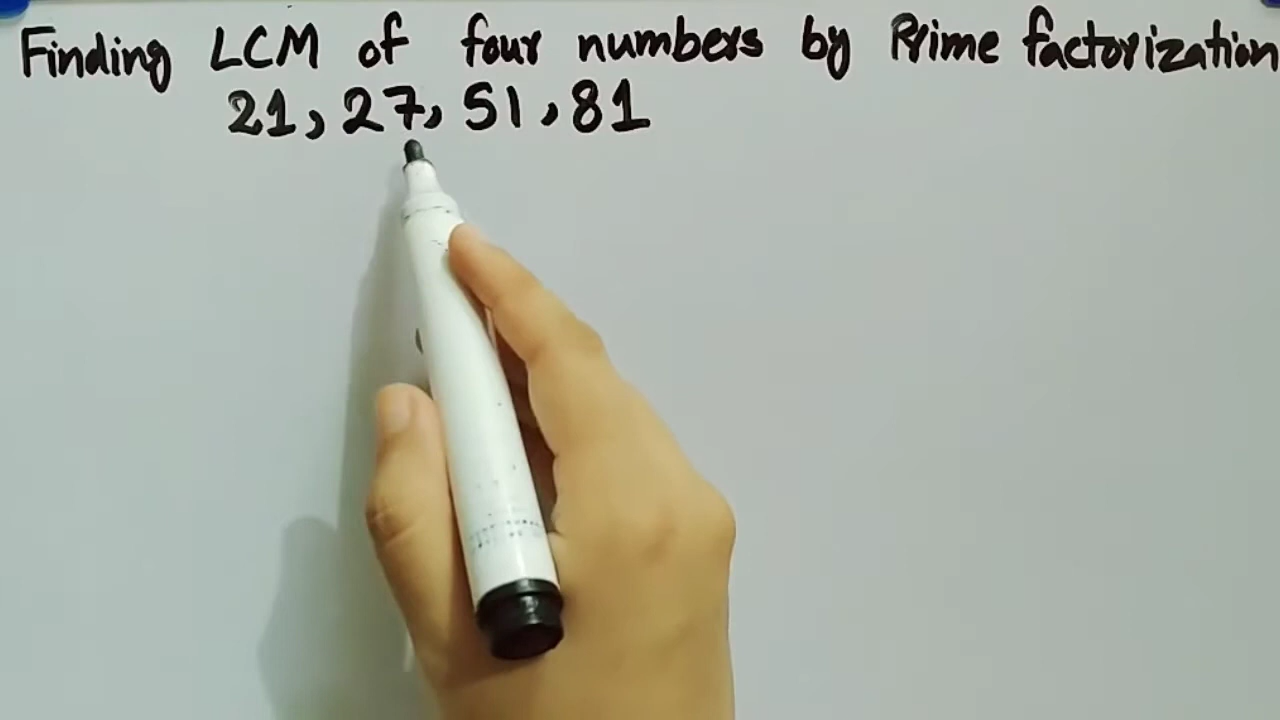 Finding LCM of four numbers by Prime factorization
21, 27, 51, 81